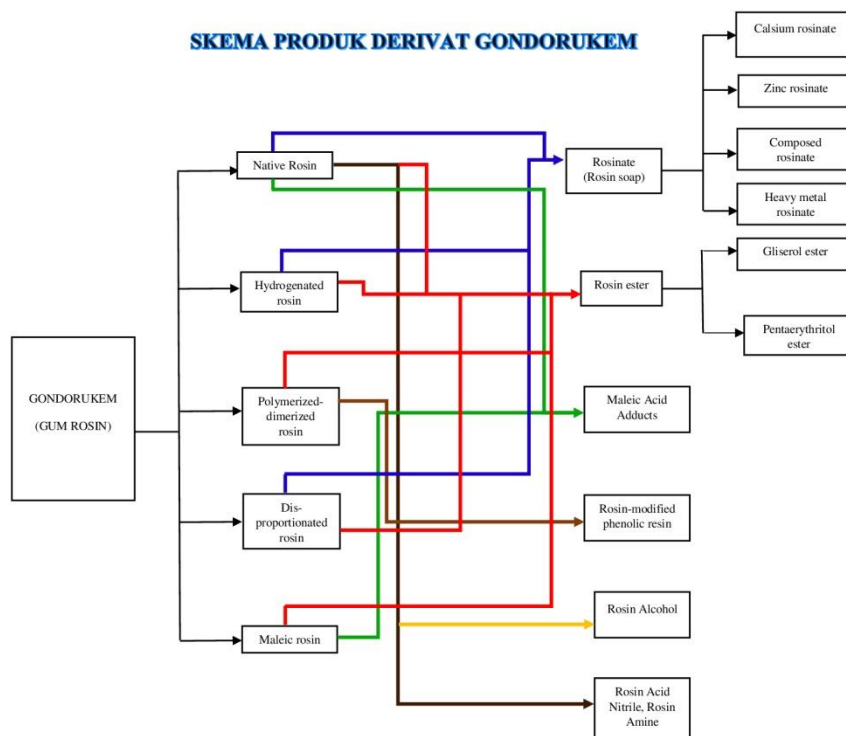 SKEMA PRODUK DERIVAT GONDORUKEM
GONDORUKEM
(GUM ROSIN)
Native Rosin
Hydrogenated
rosin
Polymerized-
dimerized
rosin
Dis-
proportionated
rosin
Maleic rosin
Rosinate
(Rosin soap)
Rosin ester
Maleic Acid
Adducts
Rosin-modified
phenolic resin
Rosin Alcohol
Rosin Acid
Nitrile, Rosin
Amine
Calsium rosinate
Zinc rosinate
Composed
rosinate
Heavy metal
rosinate
Gliserol ester
Pentaerythritol
ester